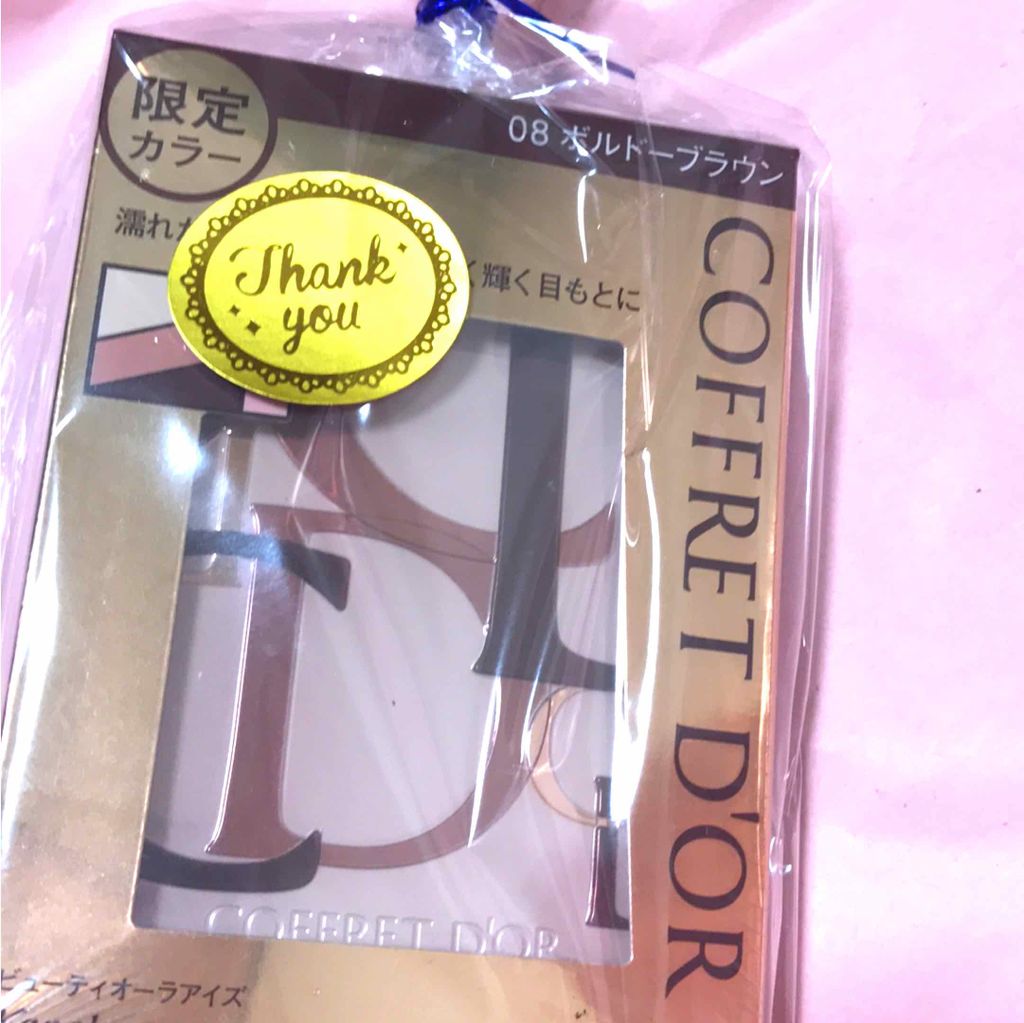 限定
カラー
08 ボルドーブラウン
濡れた
く輝く目もとに
Thank
you
COFFRET D'OR
COFFRET D'OR
ビューティオーラアイズ